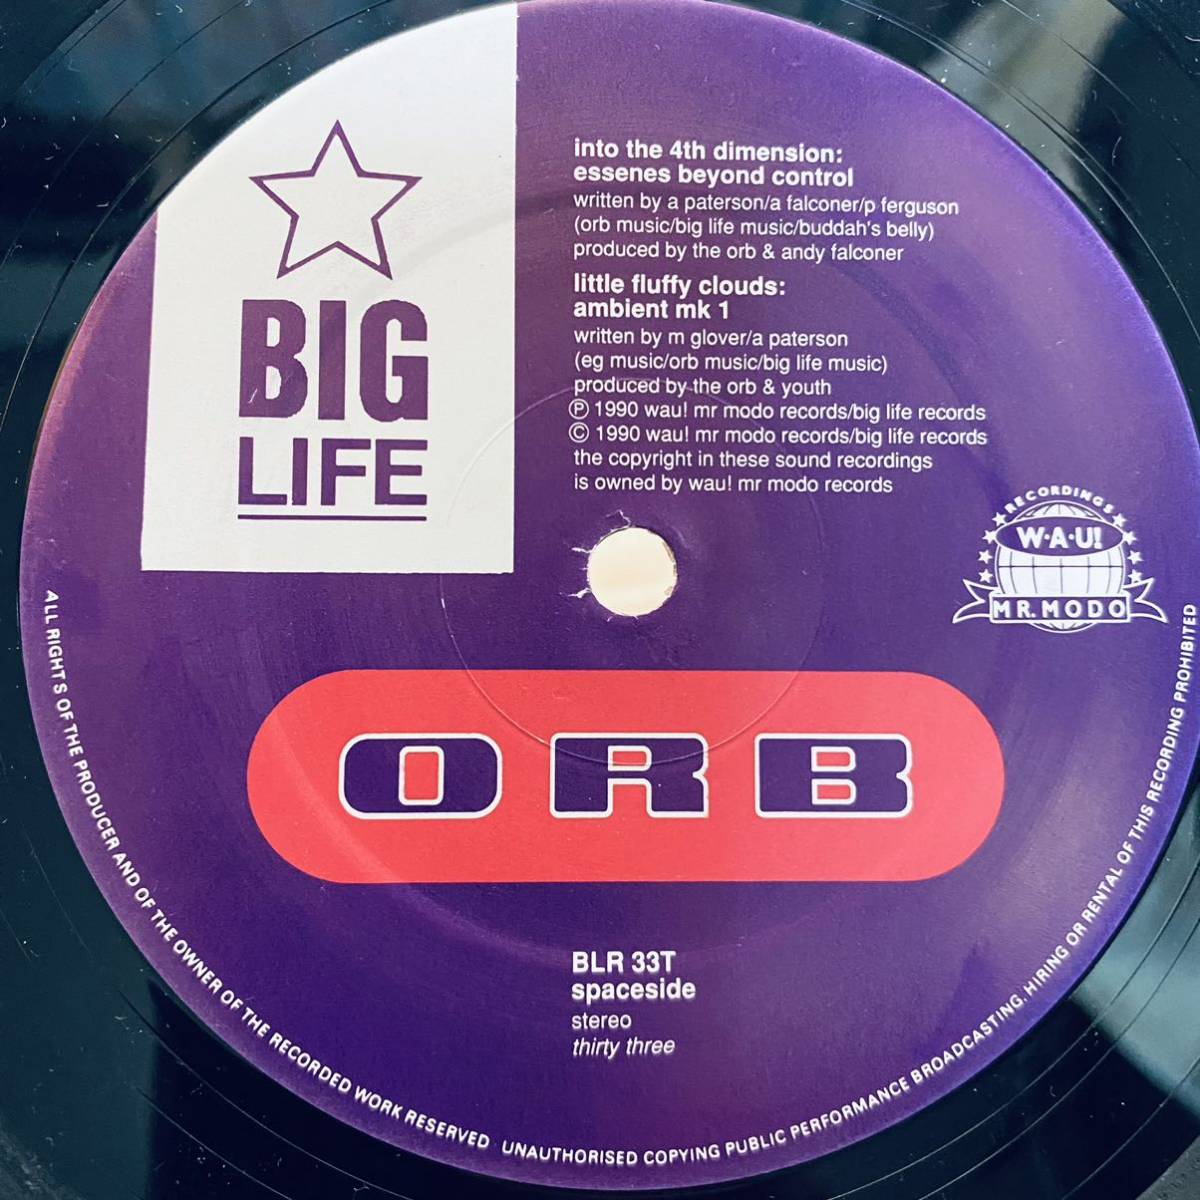 BIG
LIFE
into the 4th dimension:
essenes beyond control
written by a paterson/a falconer/p ferguson
(orb music/big life music/buddah's belly)
produced by the orb & andy falconer
little fluffy clouds:
ambient mk 1
written by m glover/a paterson
(eg music/orb music/big life music)
produced by the orb & youth
℗ 1990 wau! mr modo records/big life records
© 1990 wau! mr modo records/big life records
the copyright in these sound recordings
is owned by wau! mr modo records
RECORDINGS
W·A·U!
MR. MODO
ORB
BLR 33T
spaceside
stereo
thirty three
ALL RIGHTS OF THE PRODUCER AND OF THE OWNER OF THE RECORDED WORK RESERVED UNAUTHORISED COPYING PUBLIC PERFORMANCE BROADCASTING, HIRING OR RENTAL OF THIS RECORDING PROHIBITED